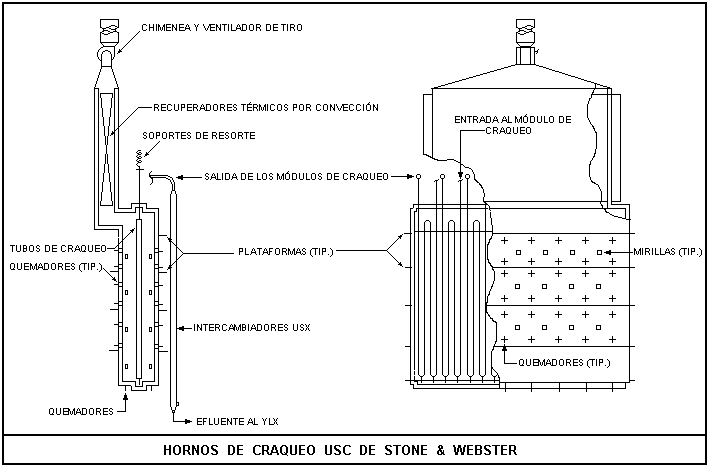 CHIMENEA Y VENTILADOR DE TIRO
RECUPERADORES TÉRMICOS POR CONVECCIÓN
SOPORTES DE RESORTE
ENTRADA AL MÓDULO DE
CRAQUEO
SALIDA DE LOS MÓDULOS DE CRAQUEO
TUBOS DE CRAQUEO
PLATAFORMAS (TIP.)
MIRILLAS (TIP.)
QUEMADORES (TIP.)
INTERCAMBIADORES USX
QUEMADORES (TIP.)
QUEMADORES
EFLUENTE AL YLX
HORNOS DE CRAQUEO USC DE STONE & WEBSTER